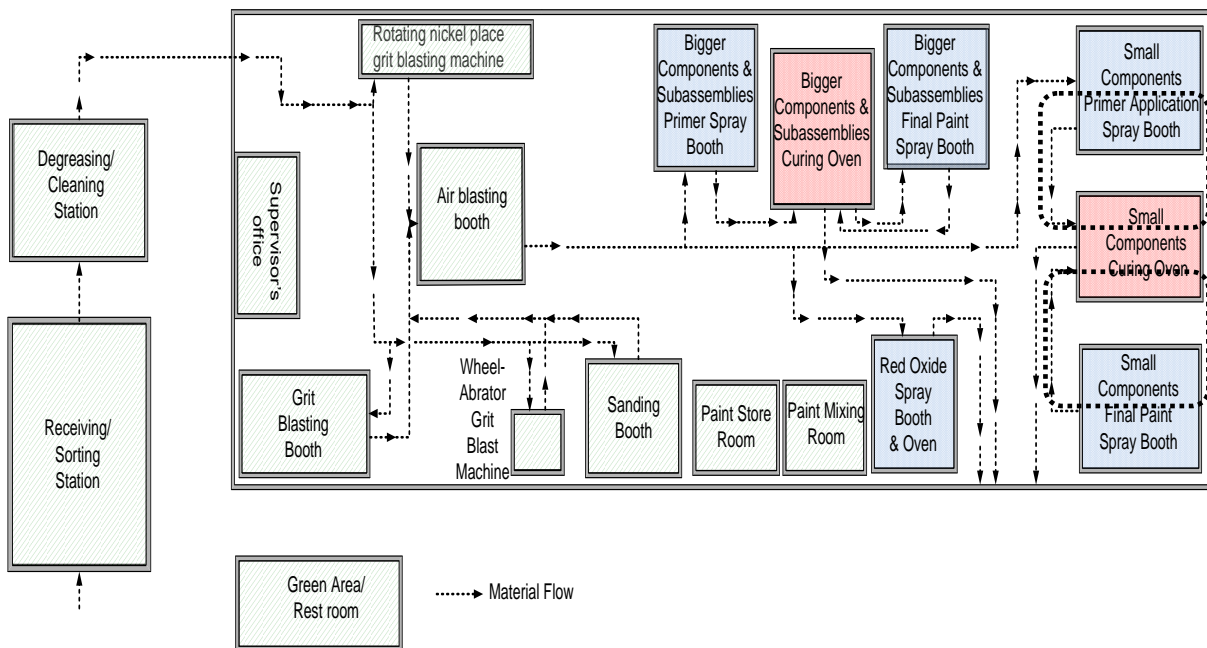 Rotating nickel place
grit blasting machine
Bigger
Components &
Subassemblies
Primer Spray
Booth
Bigger
Components &
Subassemblies
Curing Oven
Bigger
Components &
Subassemblies
Final Paint
Spray Booth
Small
Components
Primer Application
Spray Booth
Degreasing/
Cleaning
Station
Supervisor's
office
Air blasting
booth
Small
Components
Curing Oven
Receiving/
Sorting
Station
Grit
Blasting
Booth
Wheel-
Abrator
Grit
Blast
Machine
Sanding
Booth
Paint Store
Room
Paint Mixing
Room
Red Oxide
Spray
Booth
& Oven
Small
Components
Final Paint
Spray Booth
Green Area/
Rest room
Material Flow